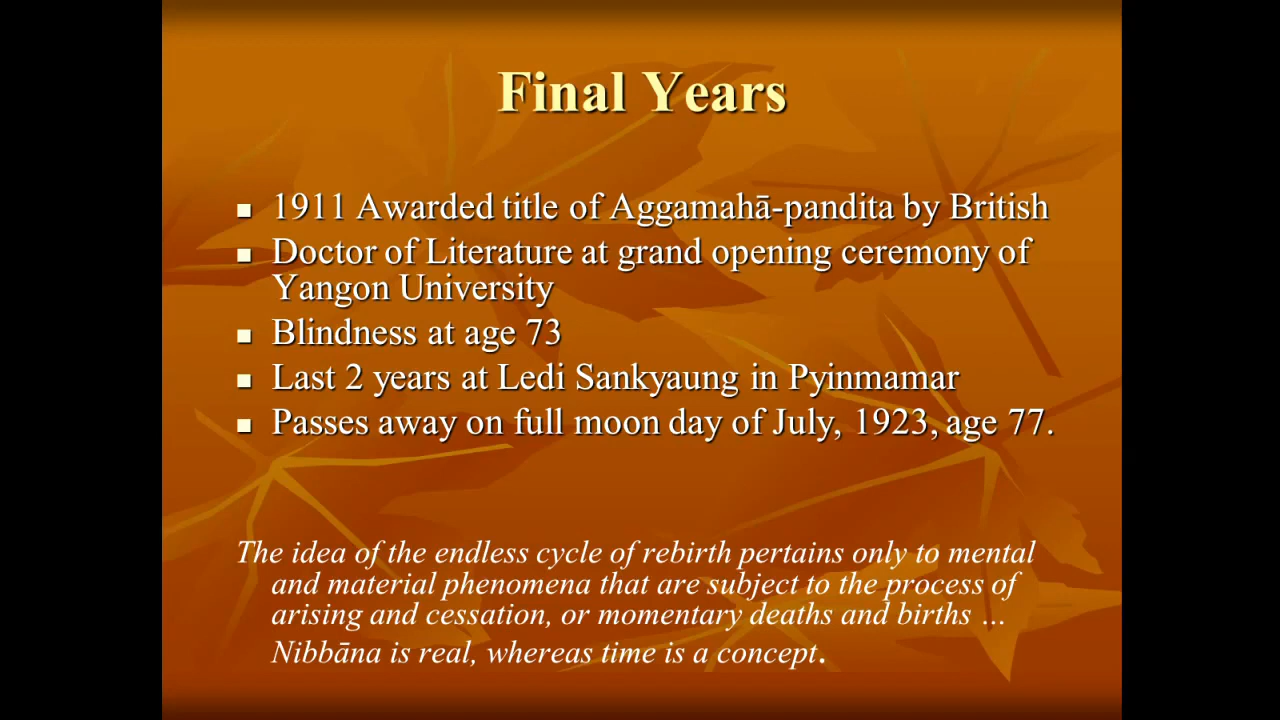 Final Years
1911 Awarded title of Aggamahā-pandita by British
Doctor of Literature at grand opening ceremony of
Yangon University
Blindness at age 73
Last 2 years at Ledi Sankyaung in Pyinmamar
Passes away on full moon day of July, 1923, age 77.
The idea of the endless cycle of rebirth pertains only to mental
and material phenomena that are subject to the process of
arising and cessation, or momentary deaths and births ...
Nibbāna is real, whereas time is a concept.